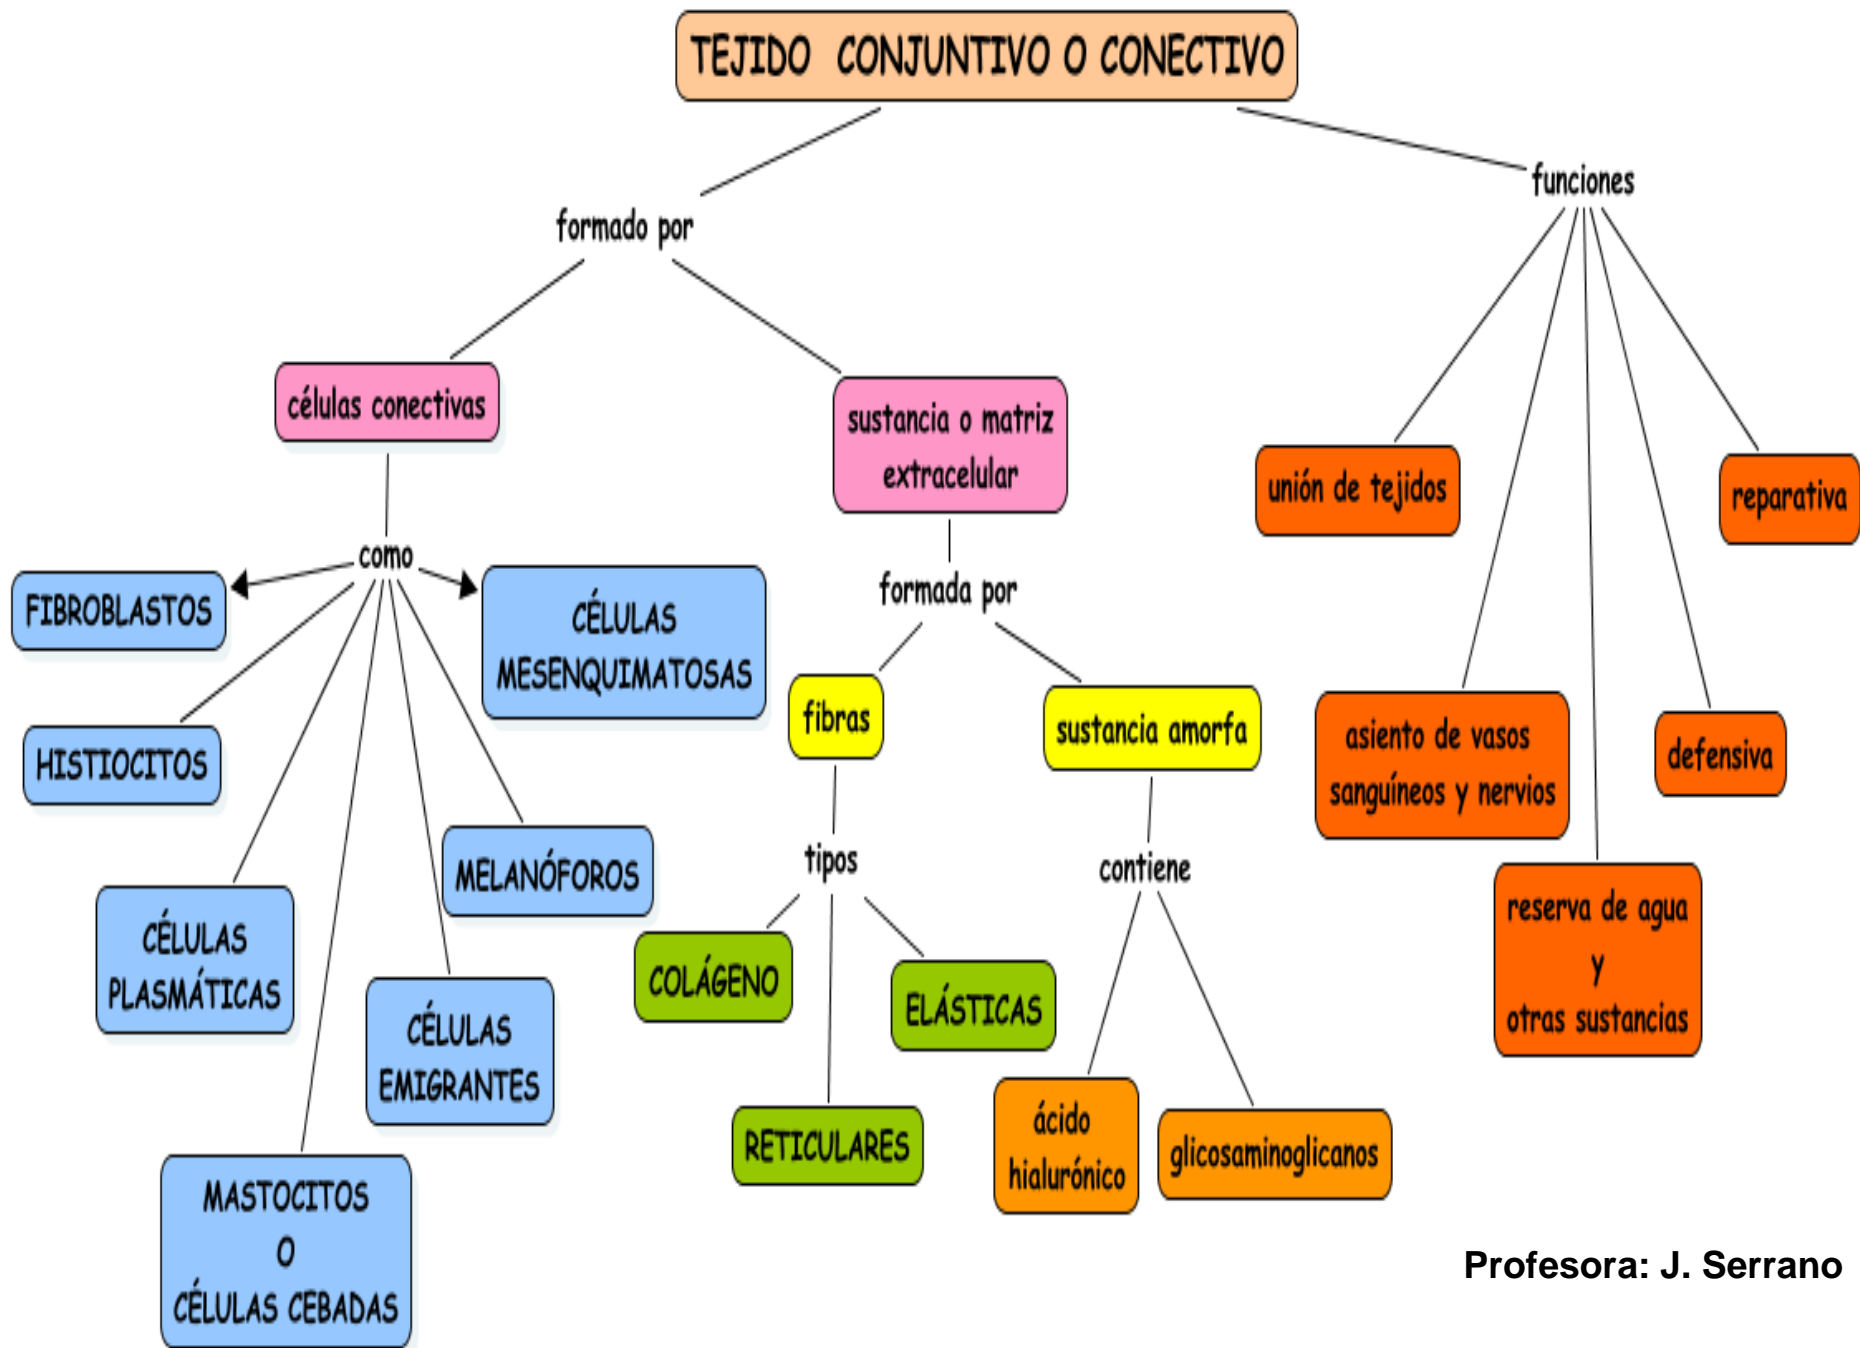 TEJIDO CONJUNTIVO O CONECTIVO
funciones
formado por
células conectivas
sustancia o matriz
extracelular
unión de tejidos
reparativa
como
FIBROBLASTOS
CÉLULAS
MESENQUIMATOSAS
formada por
fibras
sustancia amorfa
asiento de vasos
sanguíneos y nervios
defensiva
HISTIOCITOS
MELANÓFOROS
tipos
contiene
reserva de agua
y
otras sustancias
CÉLULAS
PLASMÁTICAS
COLÁGENO
ELÁSTICAS
CÉLULAS
EMIGRANTES
RETICULARES
ácido
hialurónico
glicosaminoglicanos
MASTOCITOS
O
CÉLULAS CEBADAS
Profesora: J. Serrano